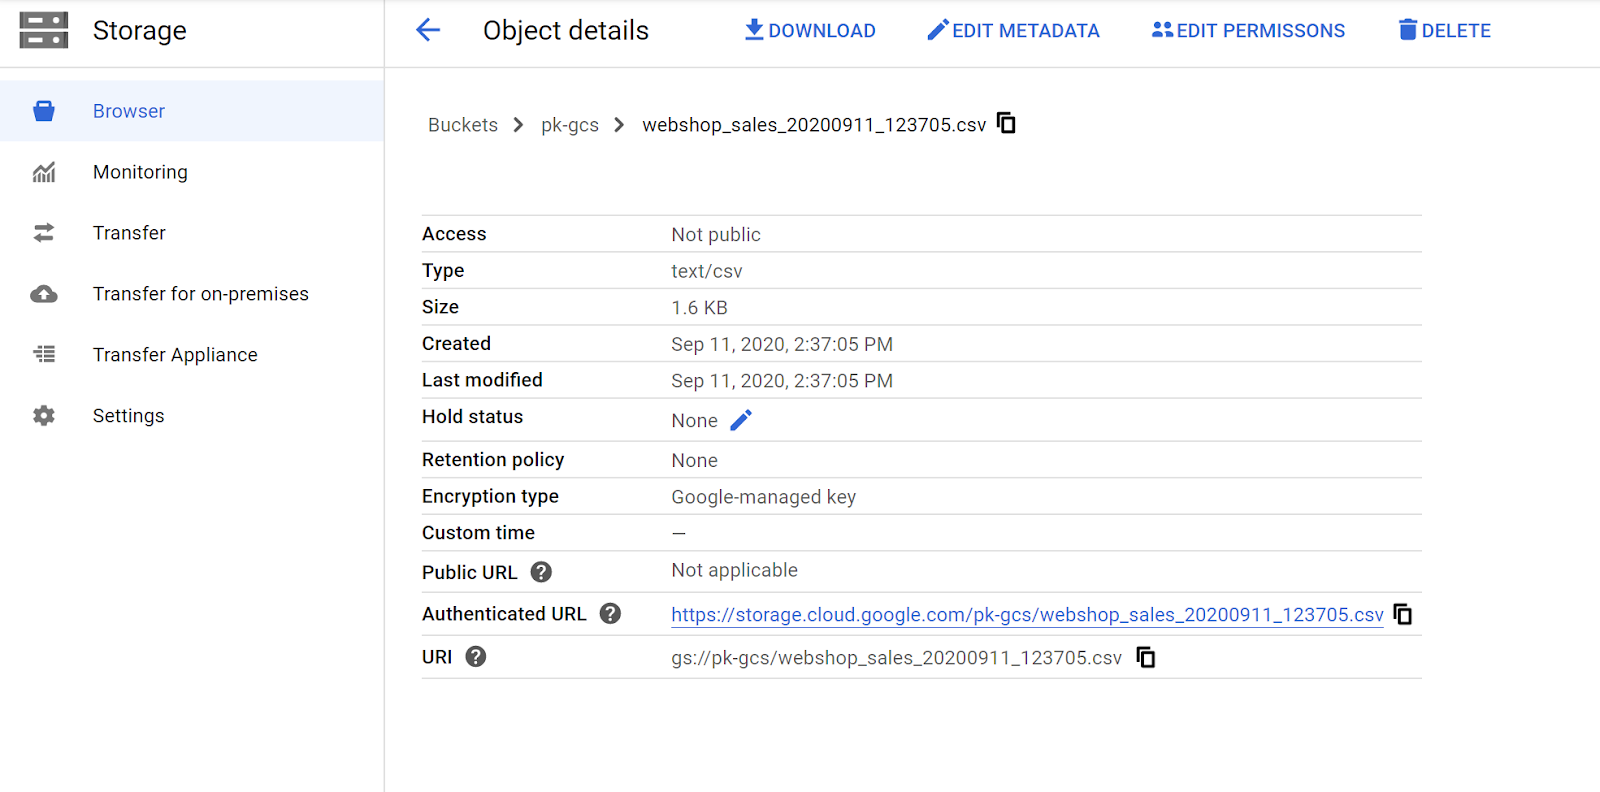 Storage
Object details
DOWNLOAD
EDIT METADATA
EDIT PERMISSONS
DELETE
Browser
Monitoring
Transfer
Transfer for on-premises
Transfer Appliance
Settings
Buckets > pk-gcs > webshop_sales_20200911_123705.csv
Access Not public
Type text/csv
Size 1.6 KB
Created Sep 11, 2020, 2:37:05 PM
Last modified Sep 11, 2020, 2:37:05 PM
Hold status None
Retention policy None
Encryption type Google-managed key
Custom time —
Public URL ? Not applicable
Authenticated URL ? https://storage.cloud.google.com/pk-gcs/webshop_sales_20200911_123705.csv
URI ? gs://pk-gcs/webshop_sales_20200911_123705.csv